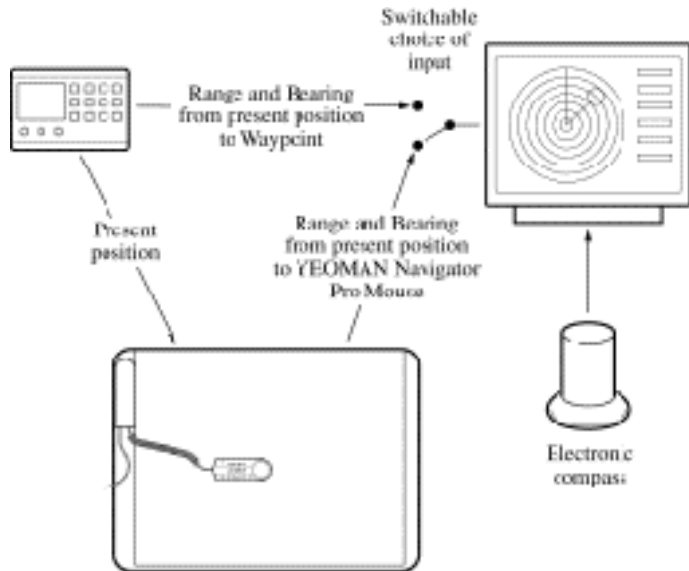 Switchable
choice of
input
Range and Bearing
from present position
to Waypoint
Present
position
Range and Bearing
from present position
to YEOMAN Navigator
Pro Mouse
Electronic
compass